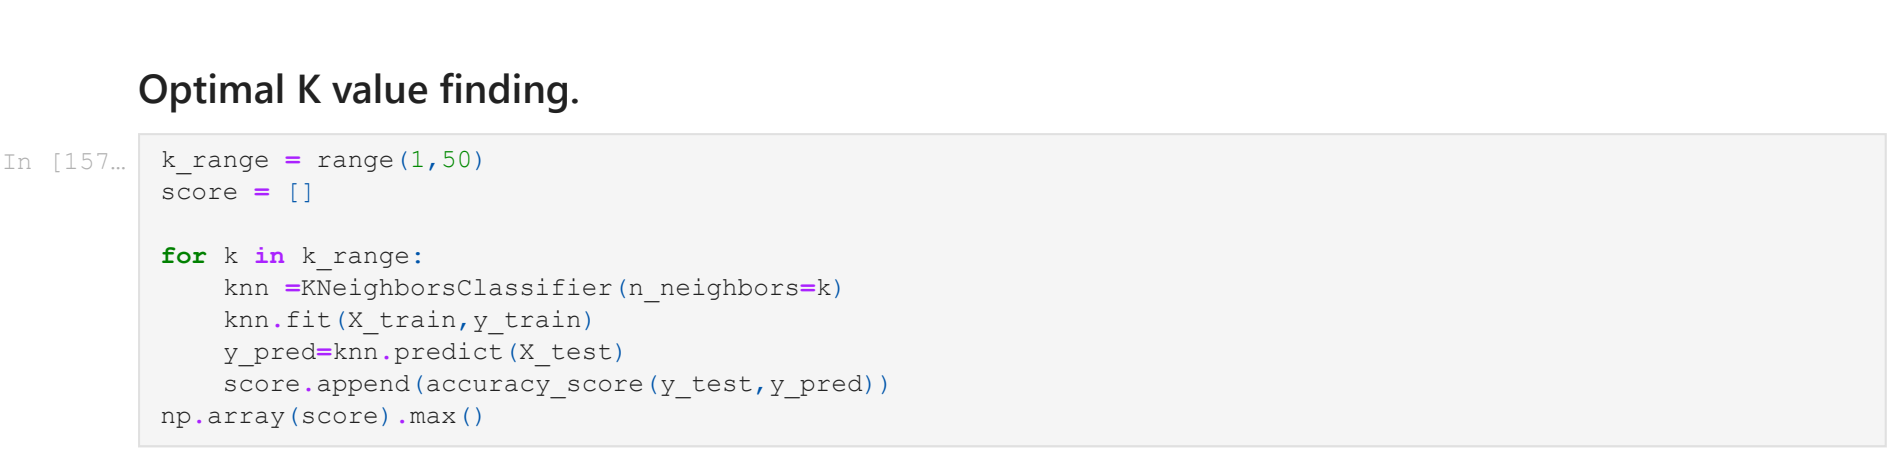 Optimal K value finding.
In [157…
k_range = range(1,50)
score = []
for k in k_range:
    knn =KNeighborsClassifier(n_neighbors=k)
    knn.fit(X_train,y_train)
    y_pred=knn.predict(X_test)
    score.append(accuracy_score(y_test,y_pred))
np.array(score).max()